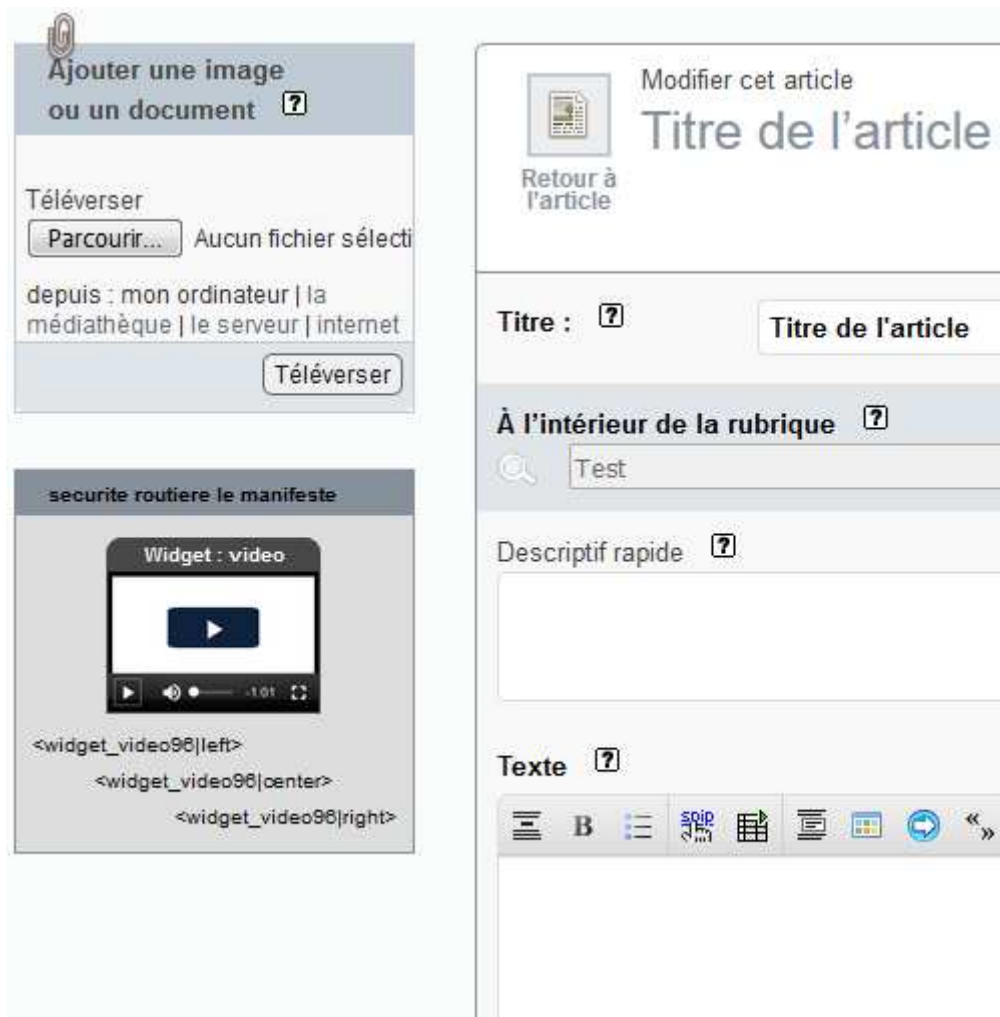 Ajouter une image
ou un document ?
Téléverser
Parcourir... Aucun fichier sélecti
depuis : mon ordinateur | la
médiathèque | le serveur | internet
Téléverser
securite routiere le manifeste
Widget : video
-1:01
<widget_video96|left>
<widget_video96|center>
<widget_video96|right>
Modifier cet article
Titre de l’article
Retour à
l'article
Titre : ?
Titre de l'article
À l’intérieur de la rubrique ?
Test
Descriptif rapide ?
Texte ?
B
spip
« »